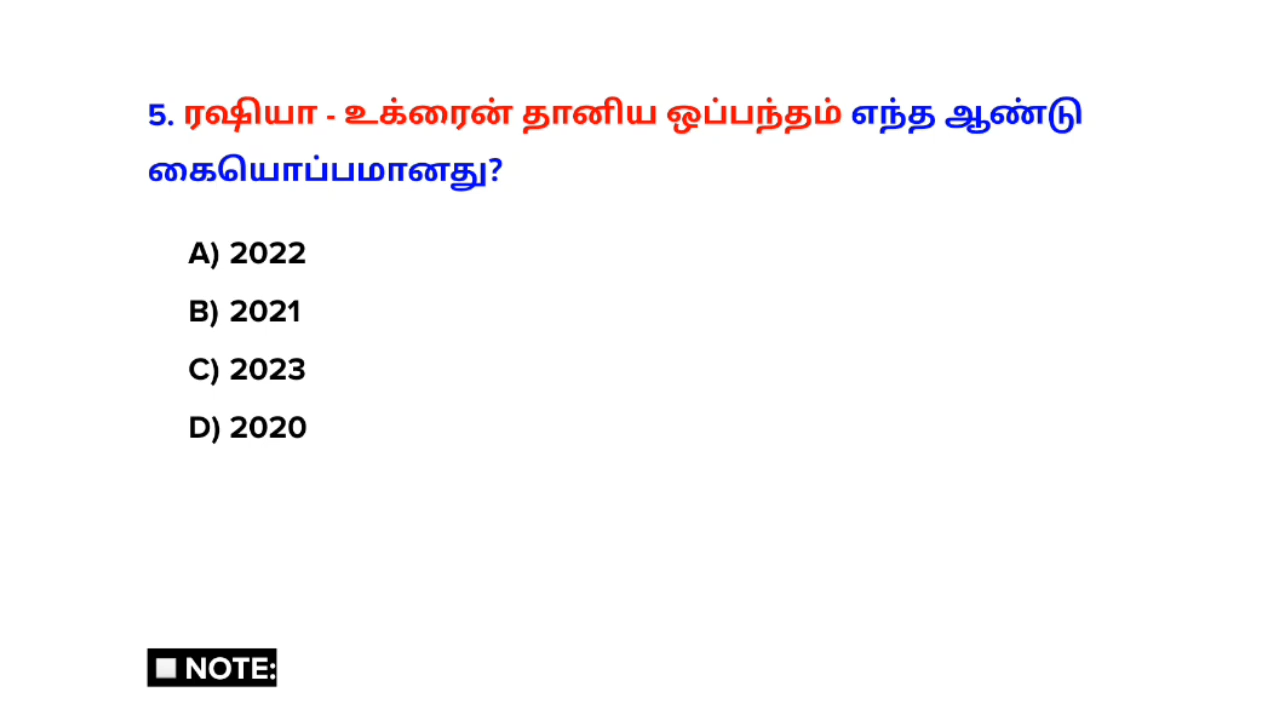 5. ரஷியா - உக்ரைன் தானிய ஒப்பந்தம் எந்த ஆண்டு
கையொப்பமானது?
A) 2022
B) 2021
C) 2023
D) 2020
◻ NOTE: